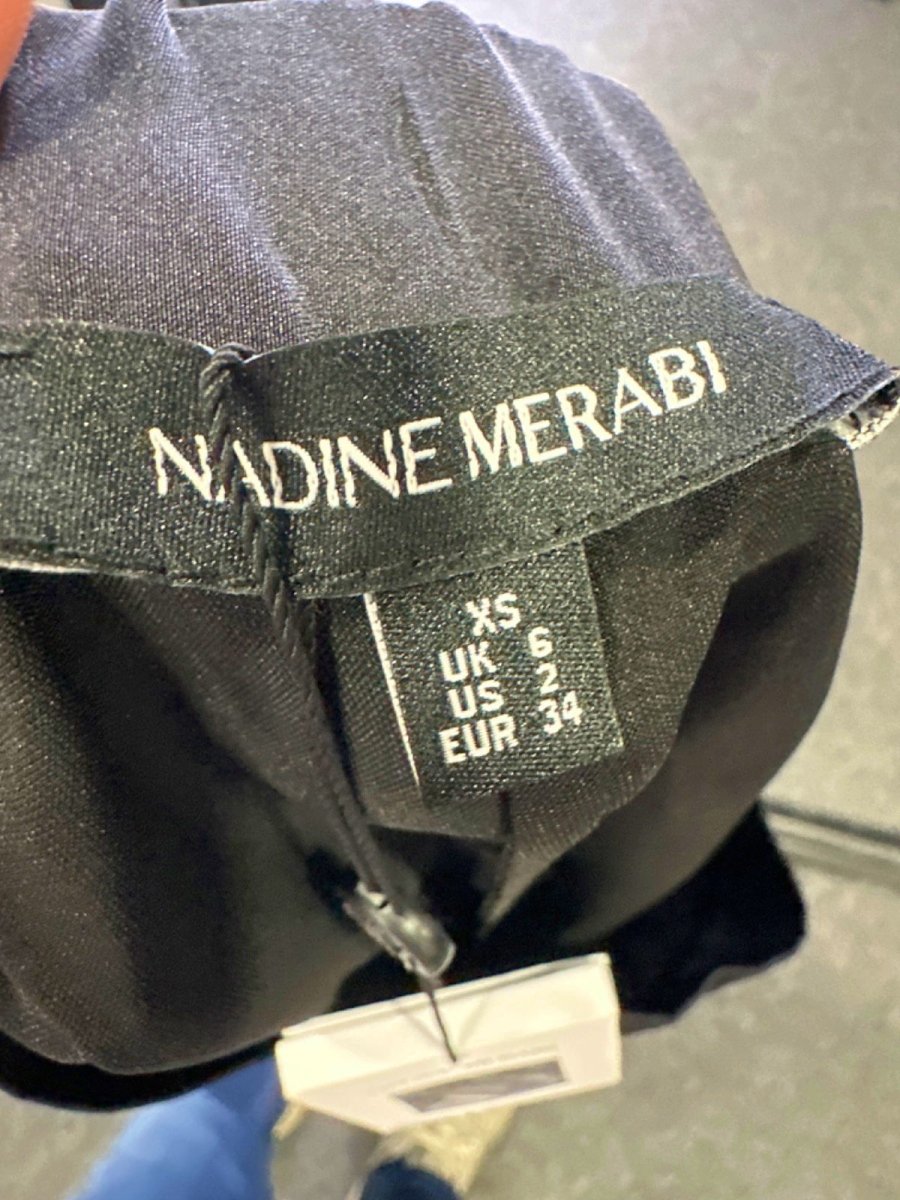 NADINE MERABI
XS
UK 6
US 2
EUR 34